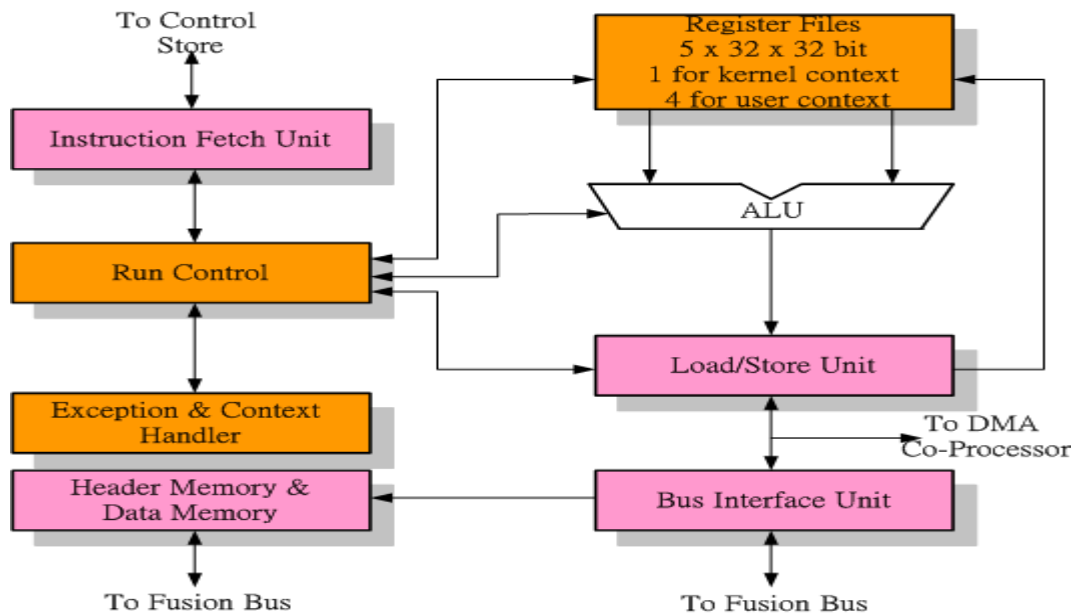 To Control
Store
Instruction Fetch Unit
Run Control
Exception & Context
Handler
Header Memory &
Data Memory
To Fusion Bus
Register Files
5 x 32 x 32 bit
1 for kernel context
4 for user context
ALU
Load/Store Unit
To DMA
Co-Processor
Bus Interface Unit
To Fusion Bus